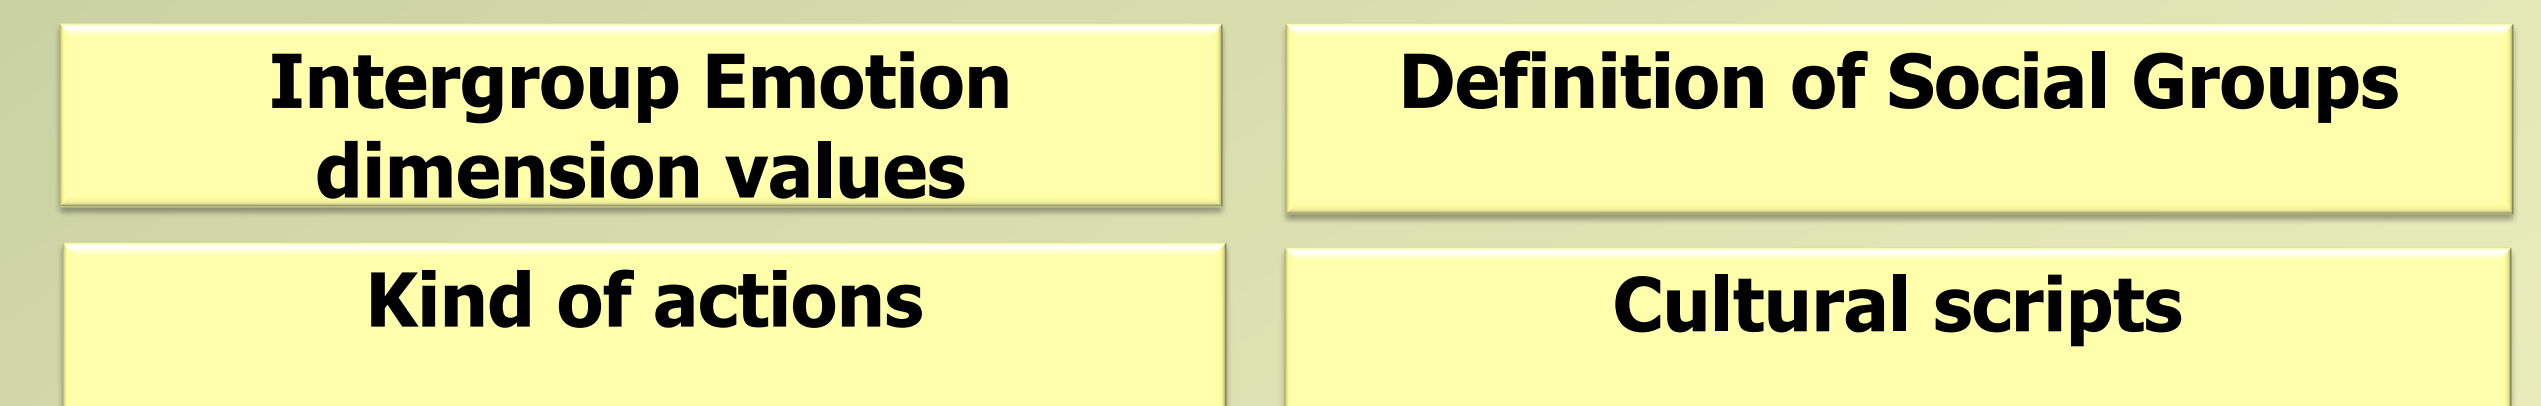 Intergroup Emotion
dimension values
Definition of Social Groups
Kind of actions
Cultural scripts